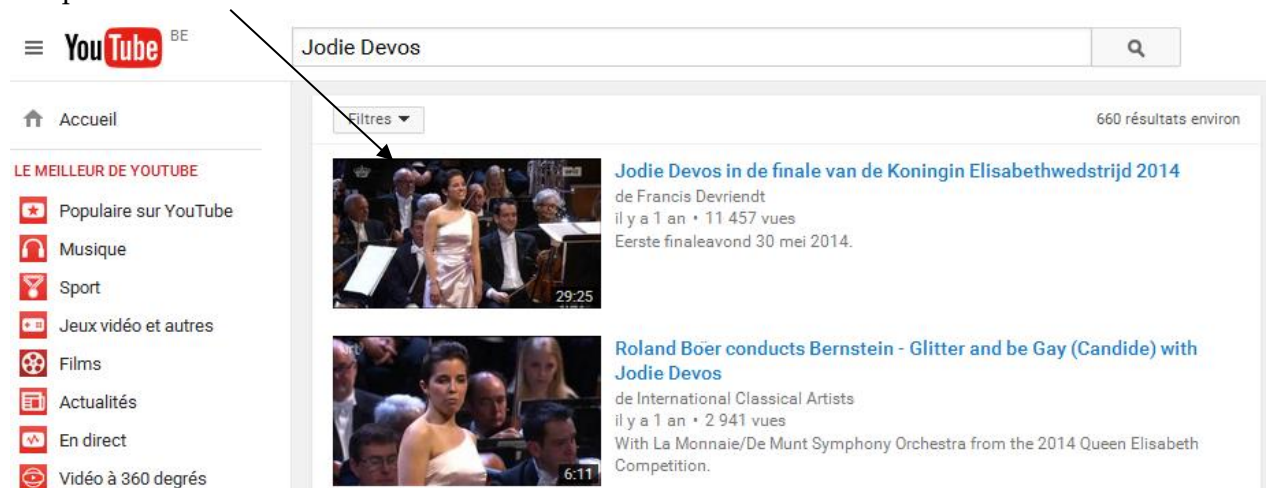 YouTube BE
Jodie Devos
Accueil
LE MEILLEUR DE YOUTUBE
Populaire sur YouTube
Musique
Sport
Jeux vidéo et autres
Films
Actualités
En direct
Vidéo à 360 degrés
Filtres
660 résultats environ
29:25
Jodie Devos in de finale van de Koningin Elisabethwedstrijd 2014
de Francis Devriendt
il y a 1 an • 11 457 vues
Eerste finaleavond 30 mei 2014.
6:11
Roland Böer conducts Bernstein - Glitter and be Gay (Candide) with
Jodie Devos
de International Classical Artists
il y a 1 an • 2 941 vues
With La Monnaie/De Munt Symphony Orchestra from the 2014 Queen Elisabeth
Competition.